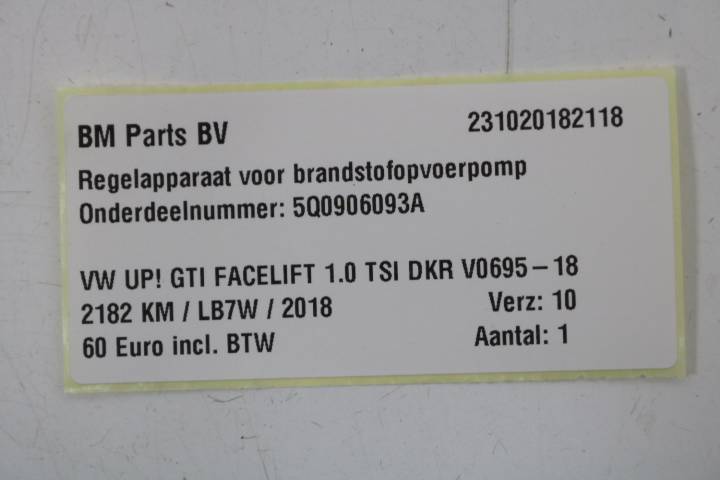 BM Parts BV 231020182118
Regelapparaat voor brandstofopvoerpomp
Onderdeelnummer: 5Q0906093A
VW UP! GTI FACELIFT 1.0 TSI DKR V0695-18
2182 KM / LB7W / 2018 Verz: 10
60 Euro incl. BTW Aantal: 1